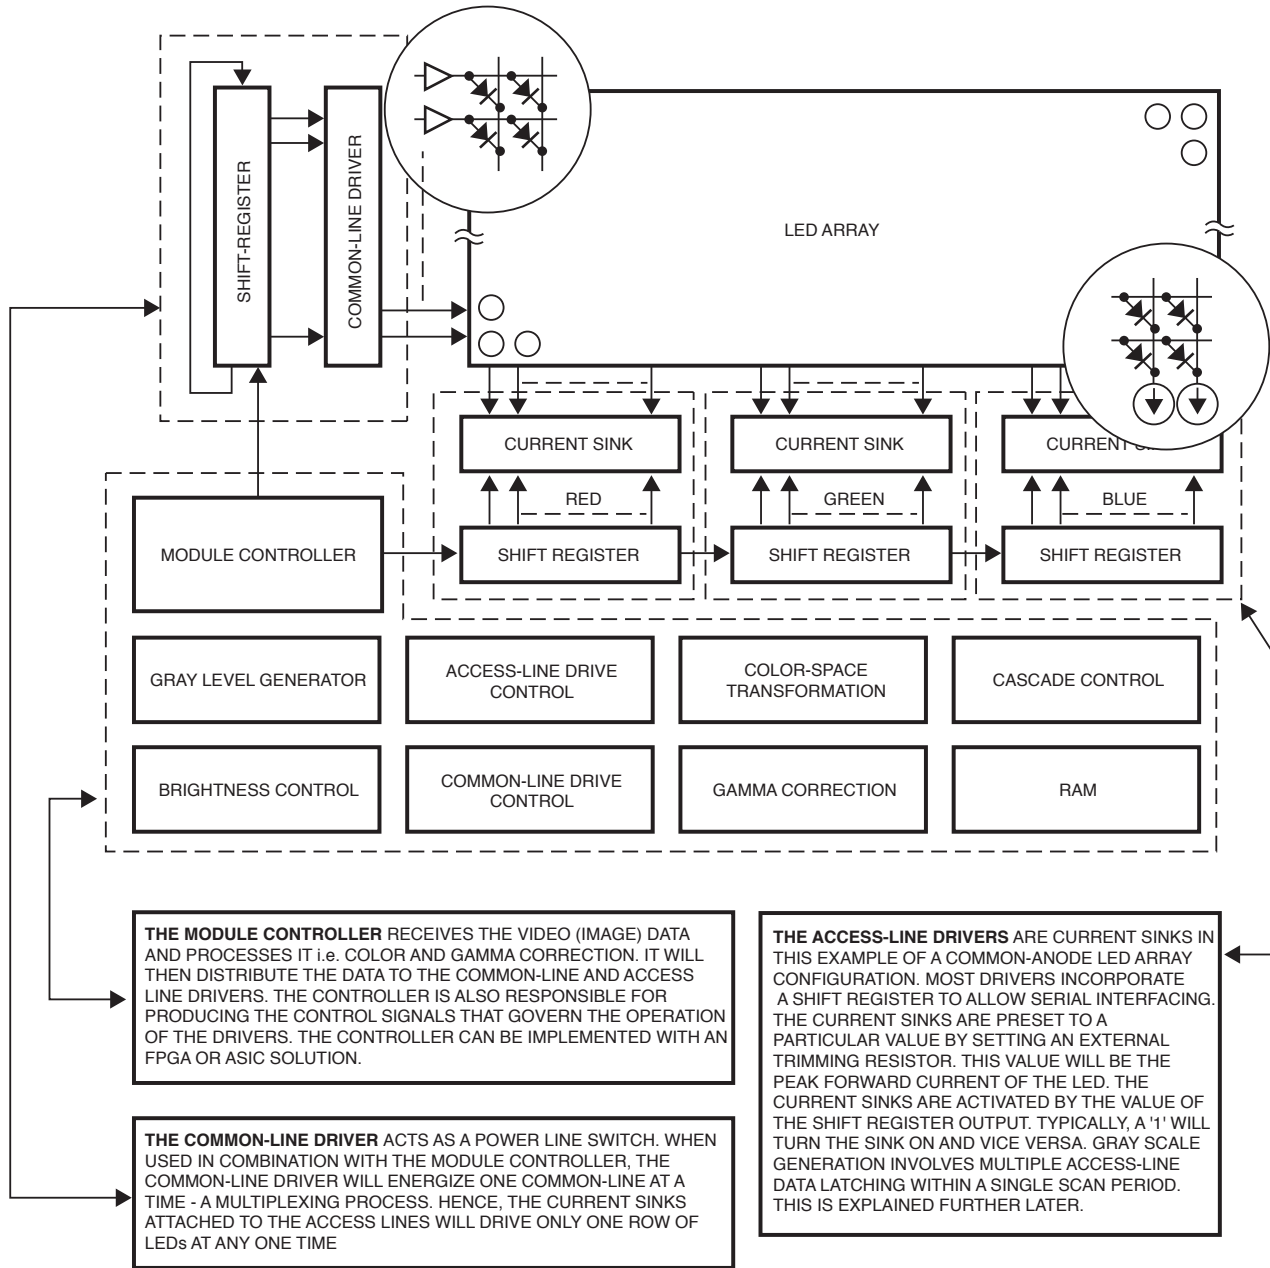 SHIFT-REGISTER
COMMON-LINE DRIVER
LED ARRAY
CURRENT SINK
CURRENT SINK
CURRENT
RED
GREEN
BLUE
MODULE CONTROLLER
SHIFT REGISTER
SHIFT REGISTER
SHIFT REGISTER
GRAY LEVEL GENERATOR
ACCESS-LINE DRIVE
CONTROL
COLOR-SPACE
TRANSFORMATION
CASCADE CONTROL
BRIGHTNESS CONTROL
COMMON-LINE DRIVE
CONTROL
GAMMA CORRECTION
RAM
THE MODULE CONTROLLER RECEIVES THE VIDEO (IMAGE) DATA
AND PROCESSES IT i.e. COLOR AND GAMMA CORRECTION. IT WILL
THEN DISTRIBUTE THE DATA TO THE COMMON-LINE AND ACCESS
LINE DRIVERS. THE CONTROLLER IS ALSO RESPONSIBLE FOR
PRODUCING THE CONTROL SIGNALS THAT GOVERN THE OPERATION
OF THE DRIVERS. THE CONTROLLER CAN BE IMPLEMENTED WITH AN
FPGA OR ASIC SOLUTION.
THE COMMON-LINE DRIVER ACTS AS A POWER LINE SWITCH. WHEN
USED IN COMBINATION WITH THE MODULE CONTROLLER, THE
COMMON-LINE DRIVER WILL ENERGIZE ONE COMMON-LINE AT A
TIME - A MULTIPLEXING PROCESS. HENCE, THE CURRENT SINKS
ATTACHED TO THE ACCESS LINES WILL DRIVE ONLY ONE ROW OF
LEDs AT ANY ONE TIME
THE ACCESS-LINE DRIVERS ARE CURRENT SINKS IN
THIS EXAMPLE OF A COMMON-ANODE LED ARRAY
CONFIGURATION. MOST DRIVERS INCORPORATE
A SHIFT REGISTER TO ALLOW SERIAL INTERFACING.
THE CURRENT SINKS ARE PRESET TO A
PARTICULAR VALUE BY SETTING AN EXTERNAL
TRIMMING RESISTOR. THIS VALUE WILL BE THE
PEAK FORWARD CURRENT OF THE LED. THE
CURRENT SINKS ARE ACTIVATED BY THE VALUE OF
THE SHIFT REGISTER OUTPUT. TYPICALLY, A '1' WILL
TURN THE SINK ON AND VICE VERSA. GRAY SCALE
GENERATION INVOLVES MULTIPLE ACCESS-LINE
DATA LATCHING WITHIN A SINGLE SCAN PERIOD.
THIS IS EXPLAINED FURTHER LATER.